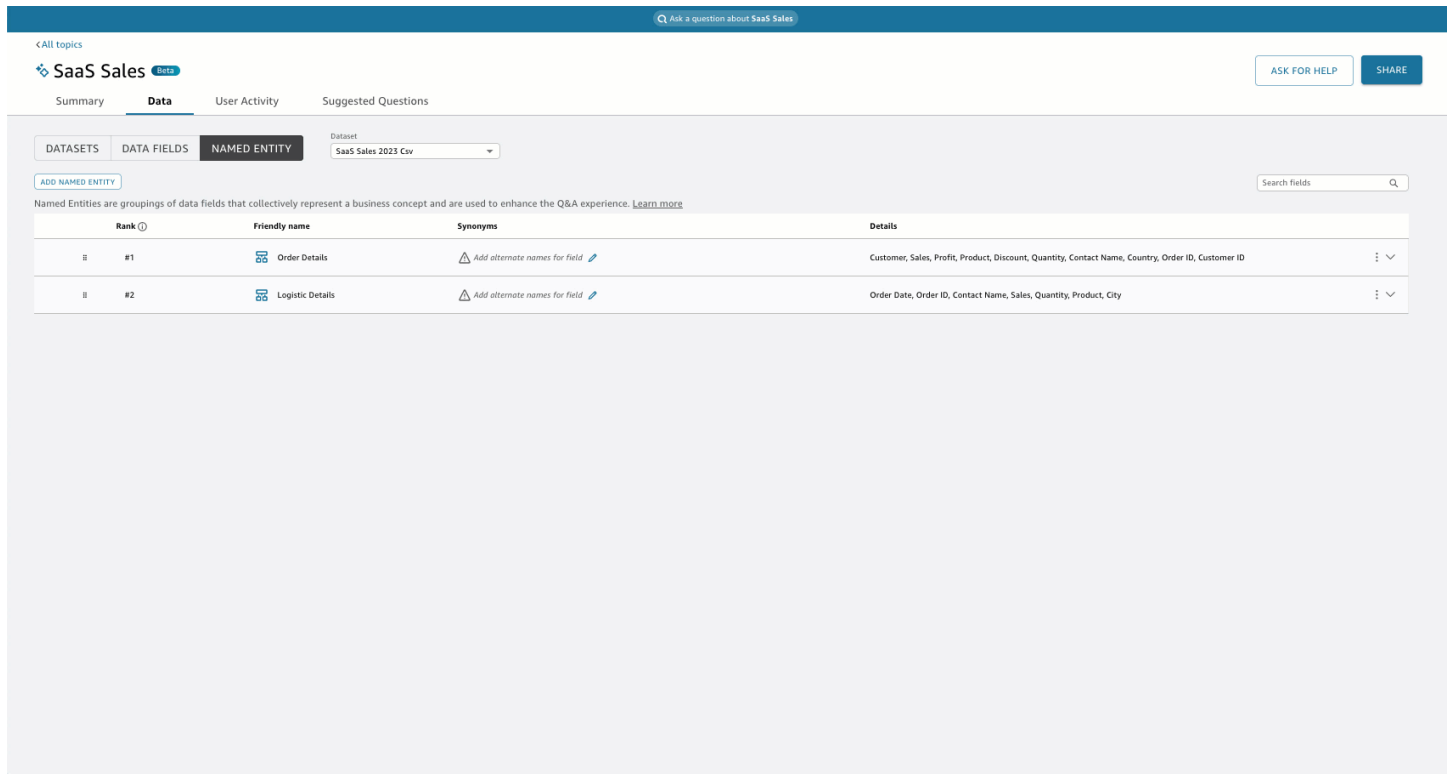 Ask a question about SaaS Sales
All topics
SaaS Sales Beta
ASK FOR HELP SHARE
Summary Data User Activity Suggested Questions
Dataset
DATASETS DATA FIELDS NAMED ENTITY SaaS Sales 2023 Csv
ADD NAMED ENTITY Search fields
Named Entities are groupings of data fields that collectively represent a business concept and are used to enhance the Q&A experience. Learn more
Rank Friendly name Synonyms Details
#1 Order Details Add alternate names for field Customer, Sales, Profit, Product, Discount, Quantity, Contact Name, Country, Order ID, Customer ID
#2 Logistic Details Add alternate names for field Order Date, Order ID, Contact Name, Sales, Quantity, Product, City